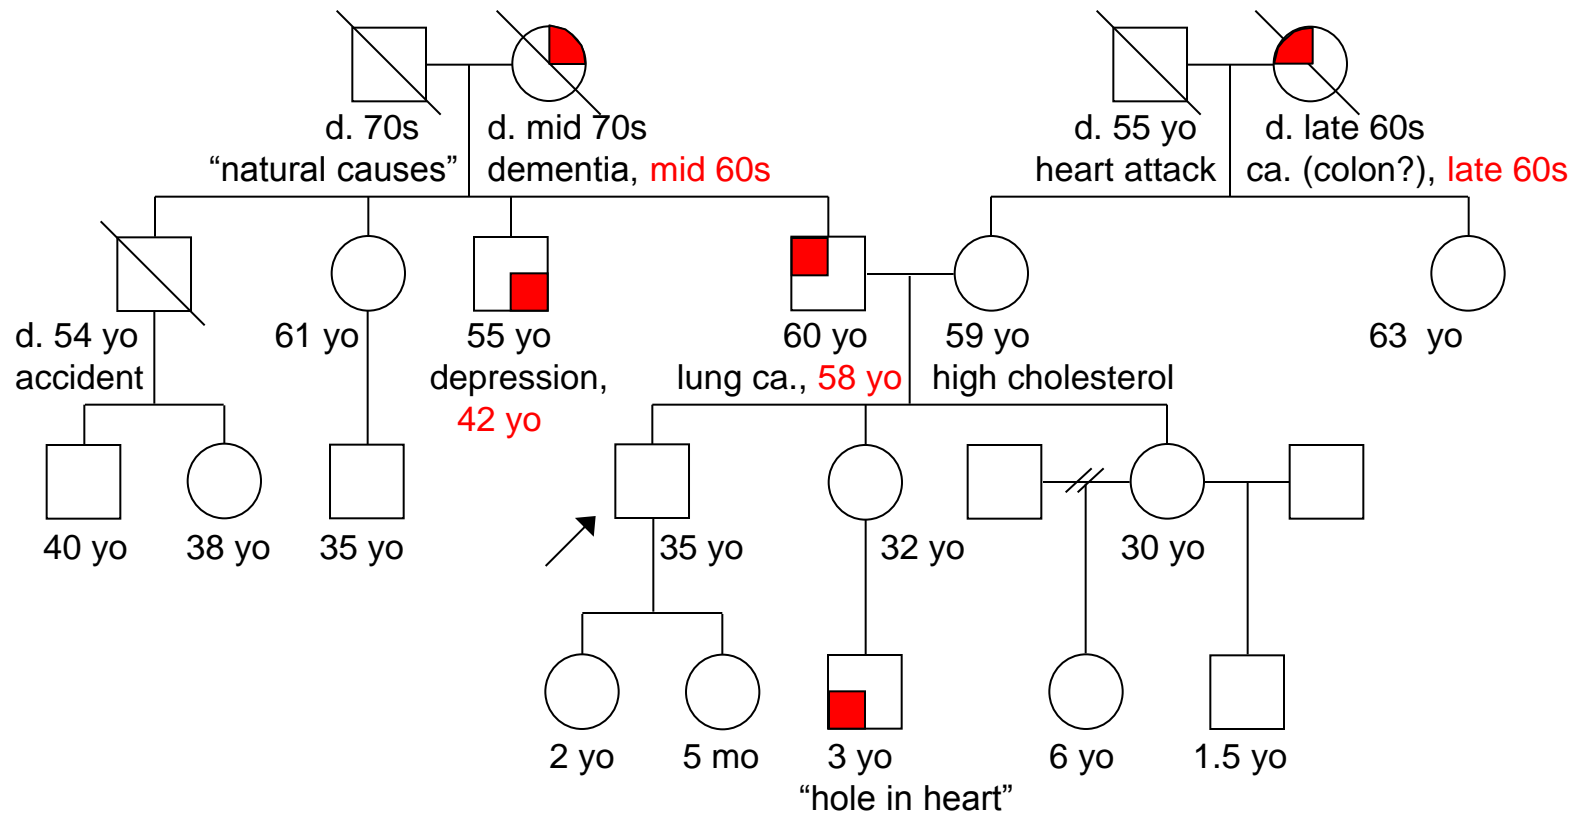 d. 70s
d. mid 70s
d. 55 yo
d. late 60s
“natural causes”
dementia, mid 60s
heart attack
ca. (colon?), late 60s
d. 54 yo
accident
61 yo
55 yo
depression,
42 yo
60 yo
lung ca., 58 yo
59 yo
high cholesterol
63 yo
40 yo
38 yo
35 yo
35 yo
32 yo
30 yo
2 yo
5 mo
3 yo
“hole in heart”
6 yo
1.5 yo